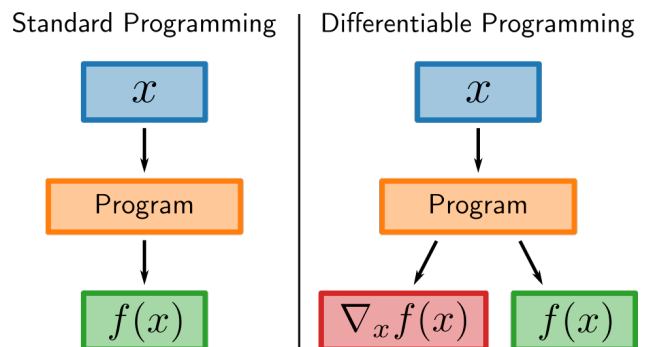 Standard Programming
x
Program
f(x)
Differentiable Programming
x
Program
∇ₓf(x) f(x)